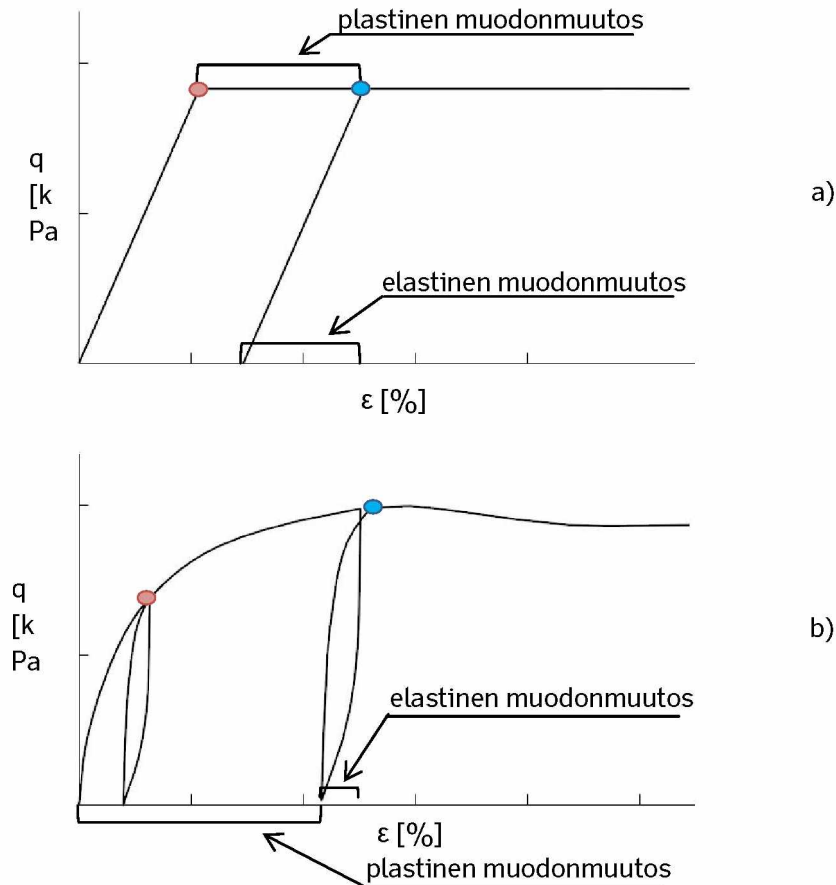 plastinen muodonmuutos
q
[k
Pa
a)
elastinen muodonmuutos
ε [%]
q
[k
Pa
b)
elastinen muodonmuutos
ε [%]
plastinen muodonmuutos